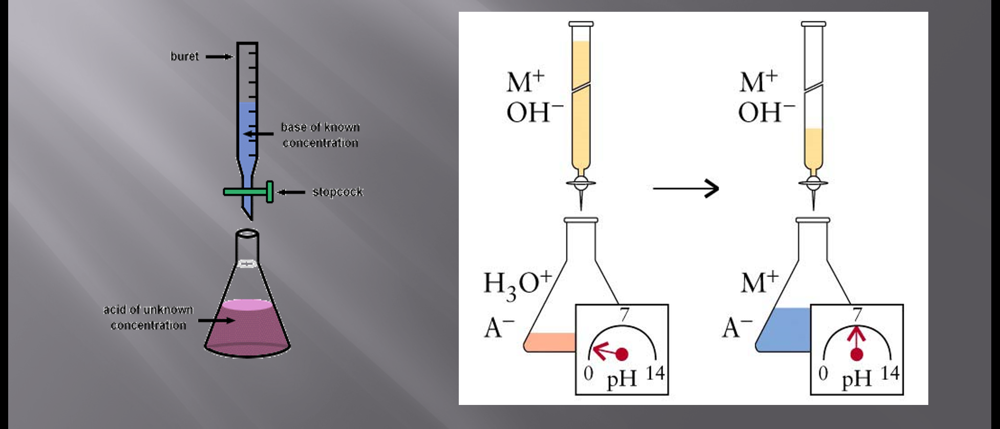 buret
base of known
concentration
stopcock
acid of unknown
concentration
M⁺
OH⁻
H₃O⁺
A⁻
7
0
14
pH
M⁺
OH⁻
M⁺
A⁻
7
0
14
pH